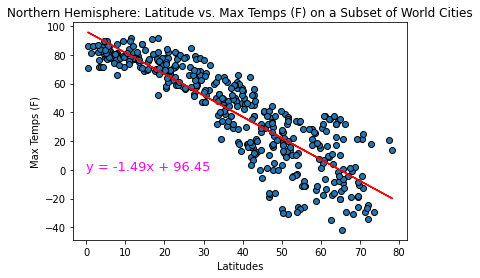 Northern Hemisphere: Latitude vs. Max Temps (F) on a Subset of World Cities
100
80
60
40
20
0
−20
−40
Max Temps (F)
y = -1.49x + 96.45
0 10 20 30 40 50 60 70 80
Latitudes